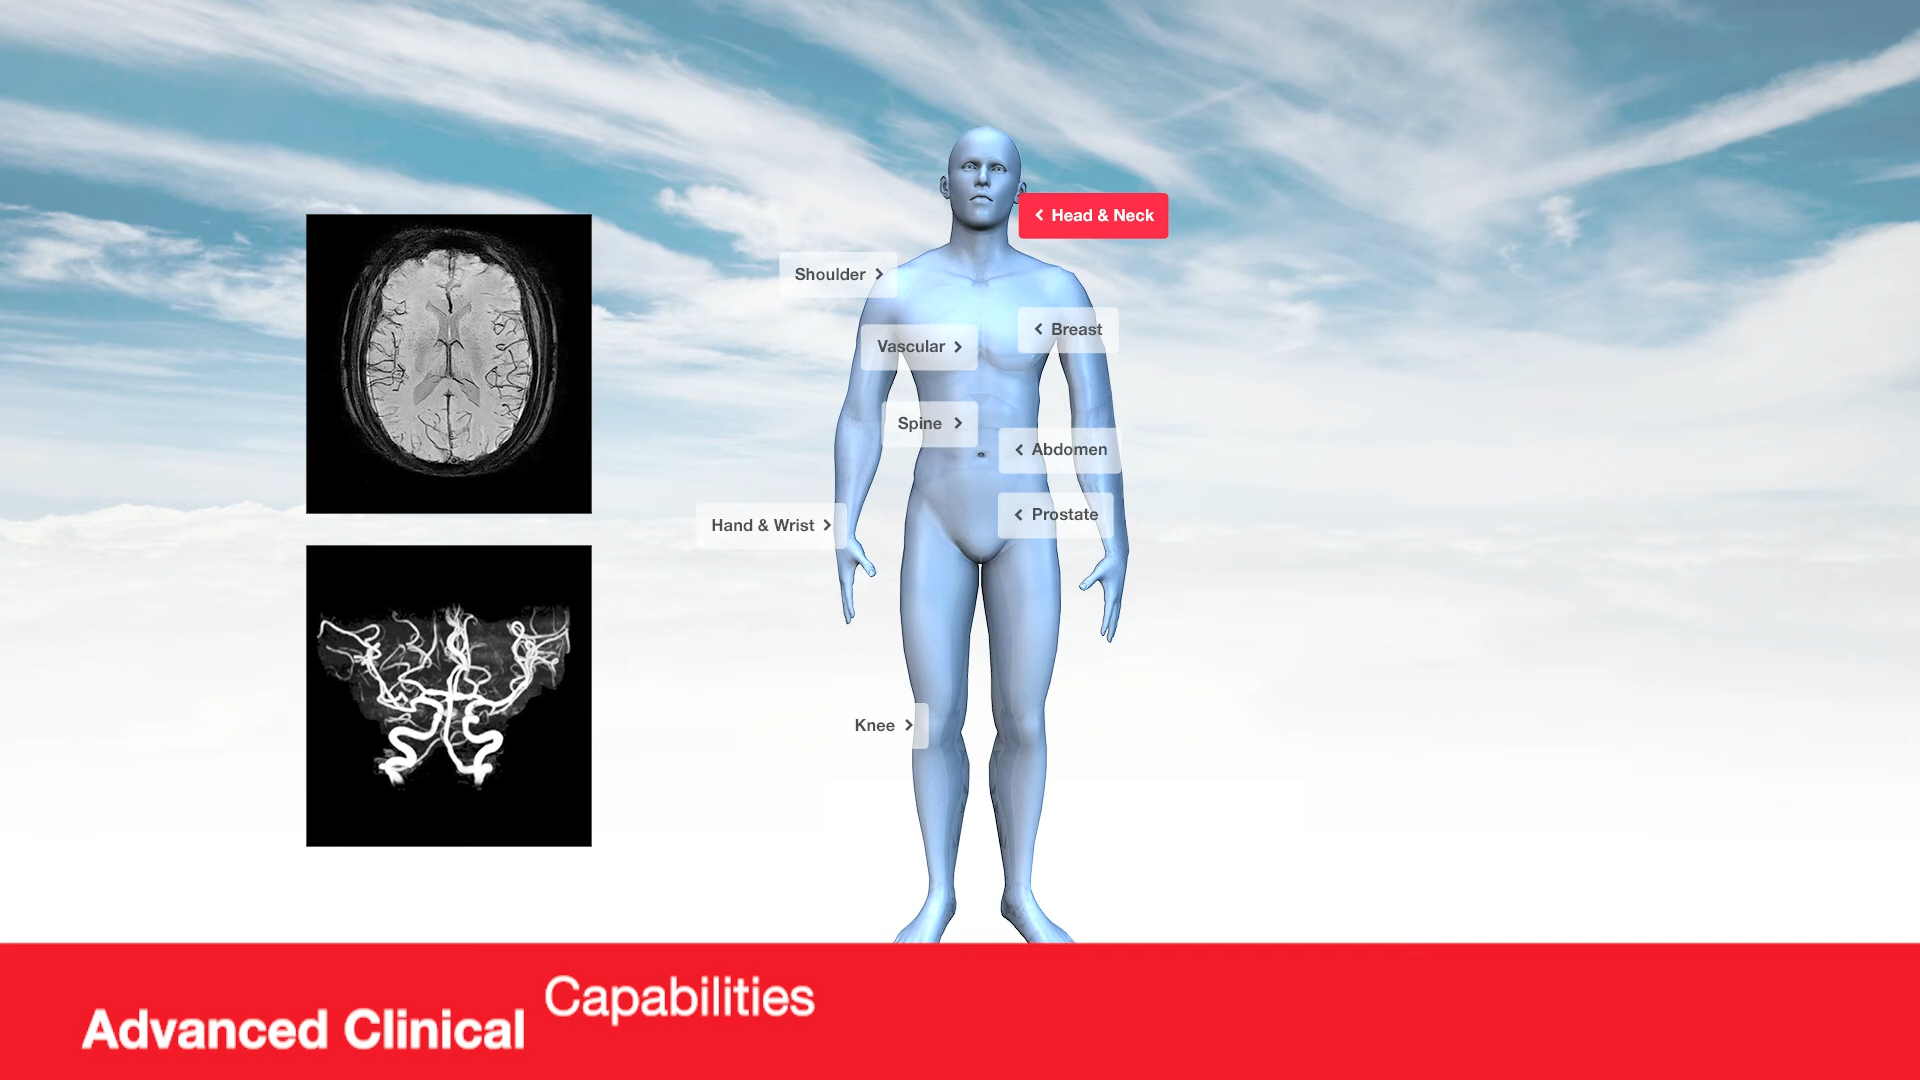 Head & Neck
Shoulder
Breast
Vascular
Spine
Abdomen
Prostate
Hand & Wrist
Knee
Advanced Clinical Capabilities